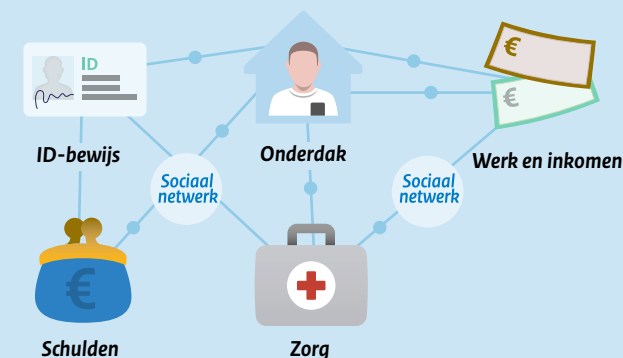 ID
€
€
ID-bewijs
Onderdak
Werk en inkomen
Sociaal
netwerk
Sociaal
netwerk
€
Schulden
Zorg